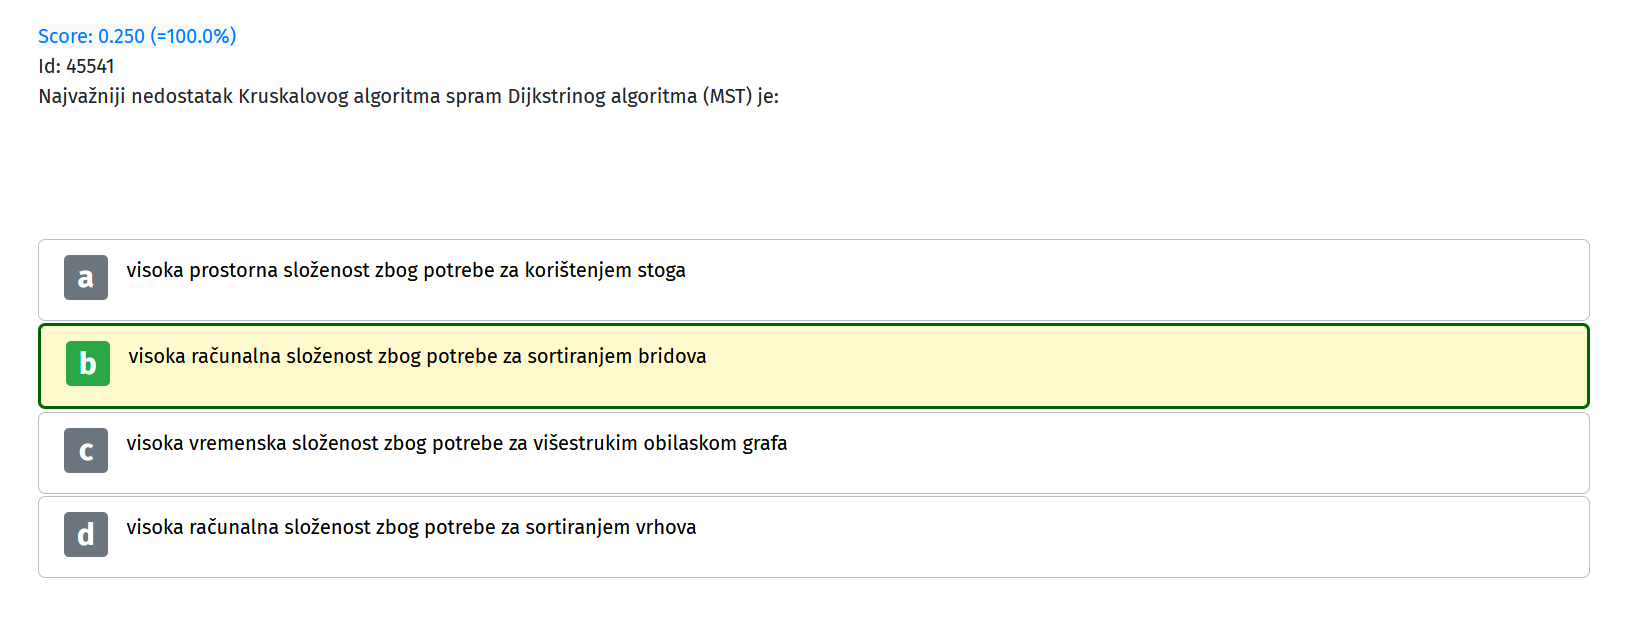 Score: 0.250 (=100.0%)
Id: 45541
Najvažniji nedostatak Kruskalovog algoritma spram Dijkstrinog algoritma (MST) je:
a visoka prostorna složenost zbog potrebe za korištenjem stoga
b visoka računalna složenost zbog potrebe za sortiranjem bridova
c visoka vremenska složenost zbog potrebe za višestrukim obilaskom grafa
d visoka računalna složenost zbog potrebe za sortiranjem vrhova